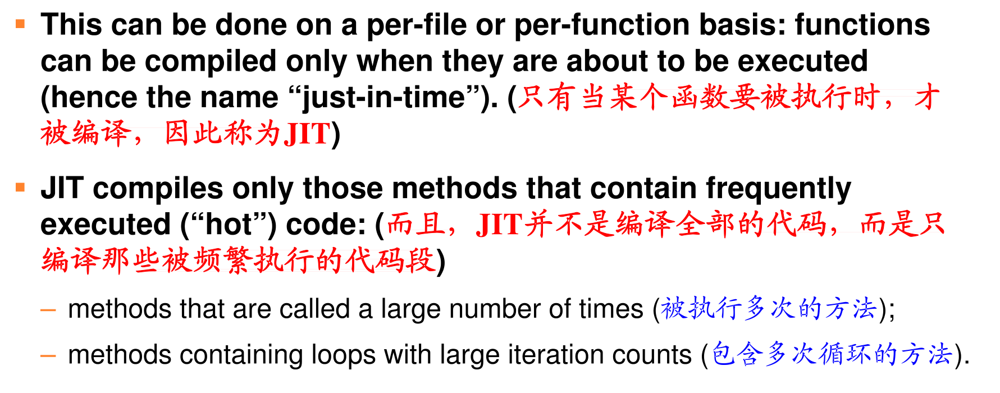 ▪ This can be done on a per-file or per-function basis: functions
can be compiled only when they are about to be executed
(hence the name “just-in-time”). (只有当某个函数要被执行时，才
被编译，因此称为JIT)
▪ JIT compiles only those methods that contain frequently
executed (“hot”) code: (而且，JIT并不是编译全部的代码，而是只
编译那些被频繁执行的代码段)
– methods that are called a large number of times (被执行多次的方法);
– methods containing loops with large iteration counts (包含多次循环的方法).